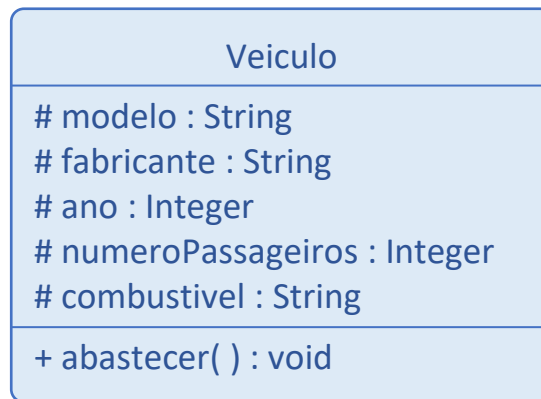 Veiculo
# modelo : String
# fabricante : String
# ano : Integer
# numeroPassageiros : Integer
# combustivel : String
+ abastecer( ) : void